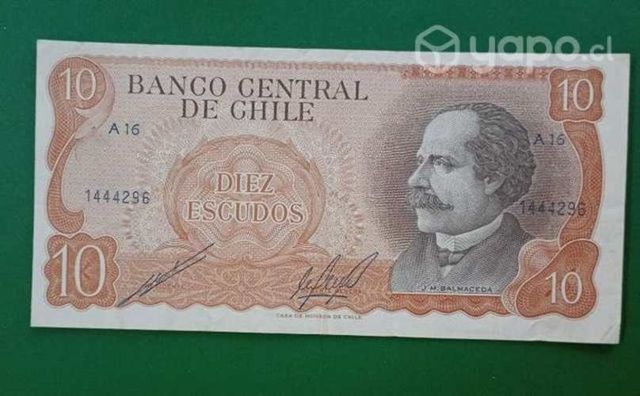 yapo.cl
10
BANCO CENTRAL
DE CHILE
10
A 16
A 16
1444296
DIEZ
ESCUDOS
1444296
10
10
J. M. BALMACEDA
CASA DE MONEDA DE CHILE